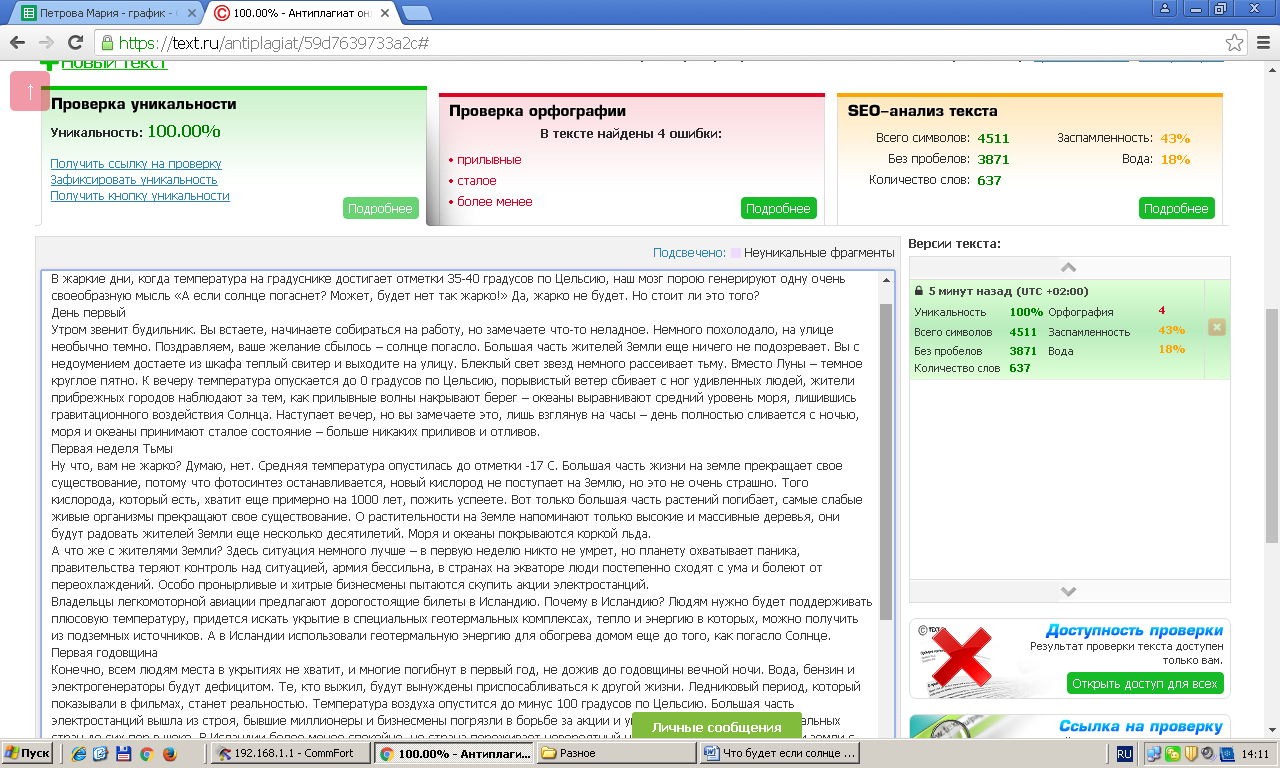 Петрова Мария - график -
100.00% - Антиплагиат он
https://text.ru/antiplagiat/59d7639733a2c#
Новый текст
↑
Проверка уникальности
Уникальность: 100.00%
Получить ссылку на проверку
Зафиксировать уникальность
Получить кнопку уникальности
Подробнее
Проверка орфографии
В тексте найдены 4 ошибки:
• прилывные
• сталое
• более менее
Подробнее
SEO-анализ текста
Всего символов: 4511 Заспамленность: 43%
Без пробелов: 3871 Вода: 18%
Количество слов: 637
Подробнее
Подсвечено: Неуникальные фрагменты
В жаркие дни, когда температура на градуснике достигает отметки 35-40 градусов по Цельсию, наш мозг порою генерируют одну очень
своеобразную мысль «А если солнце погаснет? Может, будет нет так жарко!» Да, жарко не будет. Но стоит ли это того?
День первый
Утром звенит будильник. Вы встаете, начинаете собираться на работу, но замечаете что-то неладное. Немного похолодало, на улице
необычно темно. Поздравляем, ваше желание сбылось – солнце погасло. Большая часть жителей Земли еще ничего не подозревает. Вы с
недоумением достаете из шкафа теплый свитер и выходите на улицу. Блеклый свет звезд немного рассеивает тьму. Вместо Луны – темное
круглое пятно. К вечеру температура опускается до 0 градусов по Цельсию, порывистый ветер сбивает с ног удивленных людей, жители
прибрежных городов наблюдают за тем, как прилывные волны накрывают берег – океаны выравнивают средний уровень моря, лишившись
гравитационного воздействия Солнца. Наступает вечер, но вы замечаете это, лишь взглянув на часы – день полностью сливается с ночью,
моря и океаны принимают сталое состояние – больше никаких приливов и отливов.
Первая неделя Тьмы
Ну что, вам не жарко? Думаю, нет. Средняя температура опустилась до отметки -17 С. Большая часть жизни на земле прекращает свое
существование, потому что фотосинтез останавливается, новый кислород не поступает на Землю, но это не очень страшно. Того
кислорода, который есть, хватит еще примерно на 1000 лет, пожить успеете. Вот только большая часть растений погибает, самые слабые
живые организмы прекращают свое существование. О растительности на Земле напоминают только высокие и массивные деревья, они
будут радовать жителей Земли еще несколько десятилетий. Моря и океаны покрываются коркой льда.
А что же с жителями Земли? Здесь ситуация немного лучше – в первую неделю никто не умрет, но планету охватывает паника,
правительства теряют контроль над ситуацией, армия бессильна, в странах на экваторе люди постепенно сходят с ума и болеют от
переохлаждений. Особо пронырливые и хитрые бизнесмены пытаются скупить акции электростанций.
Владельцы легкомоторной авиации предлагают дорогостоящие билеты в Исландию. Почему в Исландию? Людям нужно будет поддерживать
плюсовую температуру, придется искать укрытие в специальных геотермальных комплексах, тепло и энергию в которых, можно получить
из подземных источников. А в Исландии использовали геотермальную энергию для обогрева домом еще до того, как погасло Солнце.
Первая годовщина
Конечно, всем людям места в укрытиях не хватит, и многие погибнут в первый год, не дожив до годовщины вечной ночи. Вода, бензин и
электрогенераторы будут дефицитом. Те, кто выжил, будут вынуждены приспосабливаться к другой жизни. Ледниковый период, который
показывали в фильмах, станет реальностью. Температура воздуха опустится до минус 100 градусов по Цельсию. Большая часть
электростанций вышла из строя, бывшие миллионеры и бизнесмены погрязли в борьбе за акции и
Личные сообщения
Версии текста:
5 минут назад (UTC +02:00)
Уникальность 100% Орфография 4
Всего символов 4511 Заспамленность 43%
Без пробелов 3871 Вода 18%
Количество слов 637
Доступность проверки
Результат проверки текста доступен
только вам.
Открыть доступ для всех
Ссылка на проверку
Пуск
192.168.1.1 - CommFort
100.00% - Антиплаги...
Разное
Что будет если солнце ...
RU
14:11